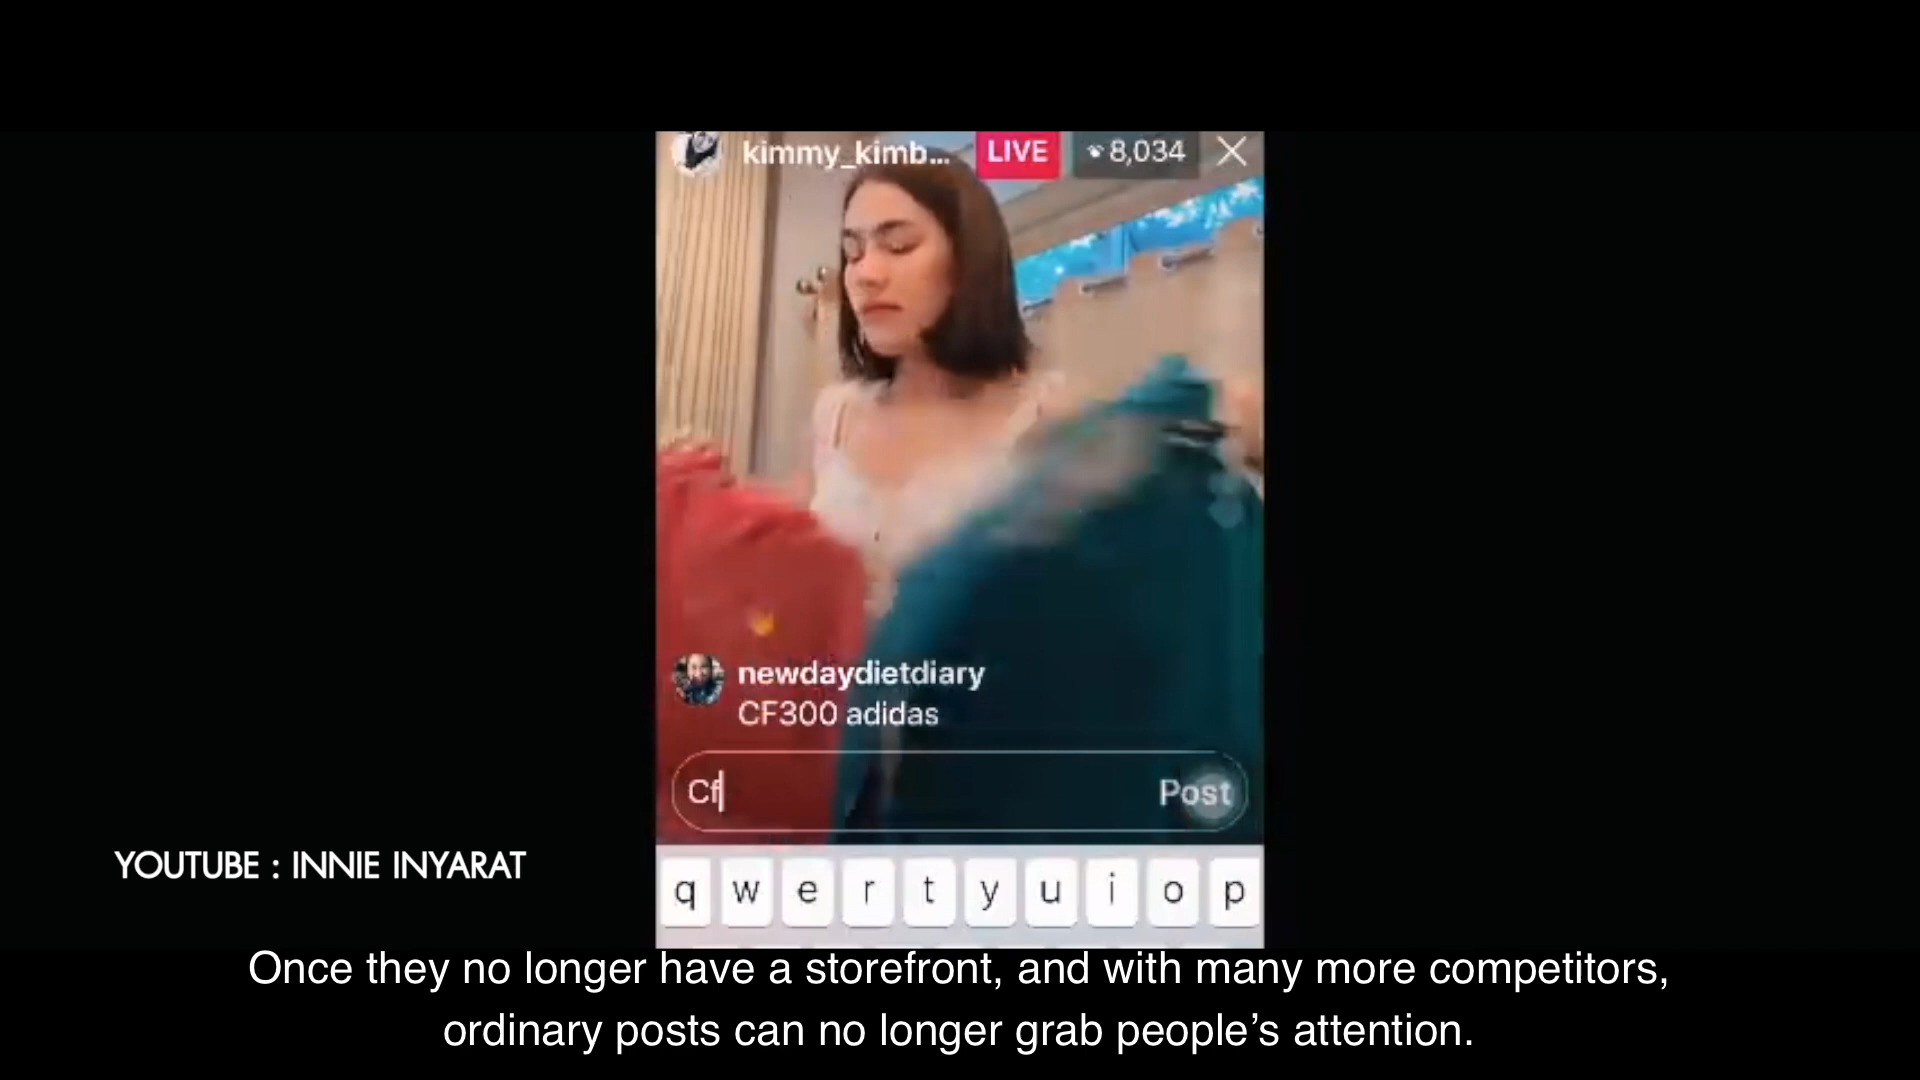 kimmy_kimb... LIVE 8,034
newdaydietdiary
CF300 adidas
Cf Post
YOUTUBE : INNIE INYARAT
q w e r t y u i o p
Once they no longer have a storefront, and with many more competitors,
ordinary posts can no longer grab people’s attention.